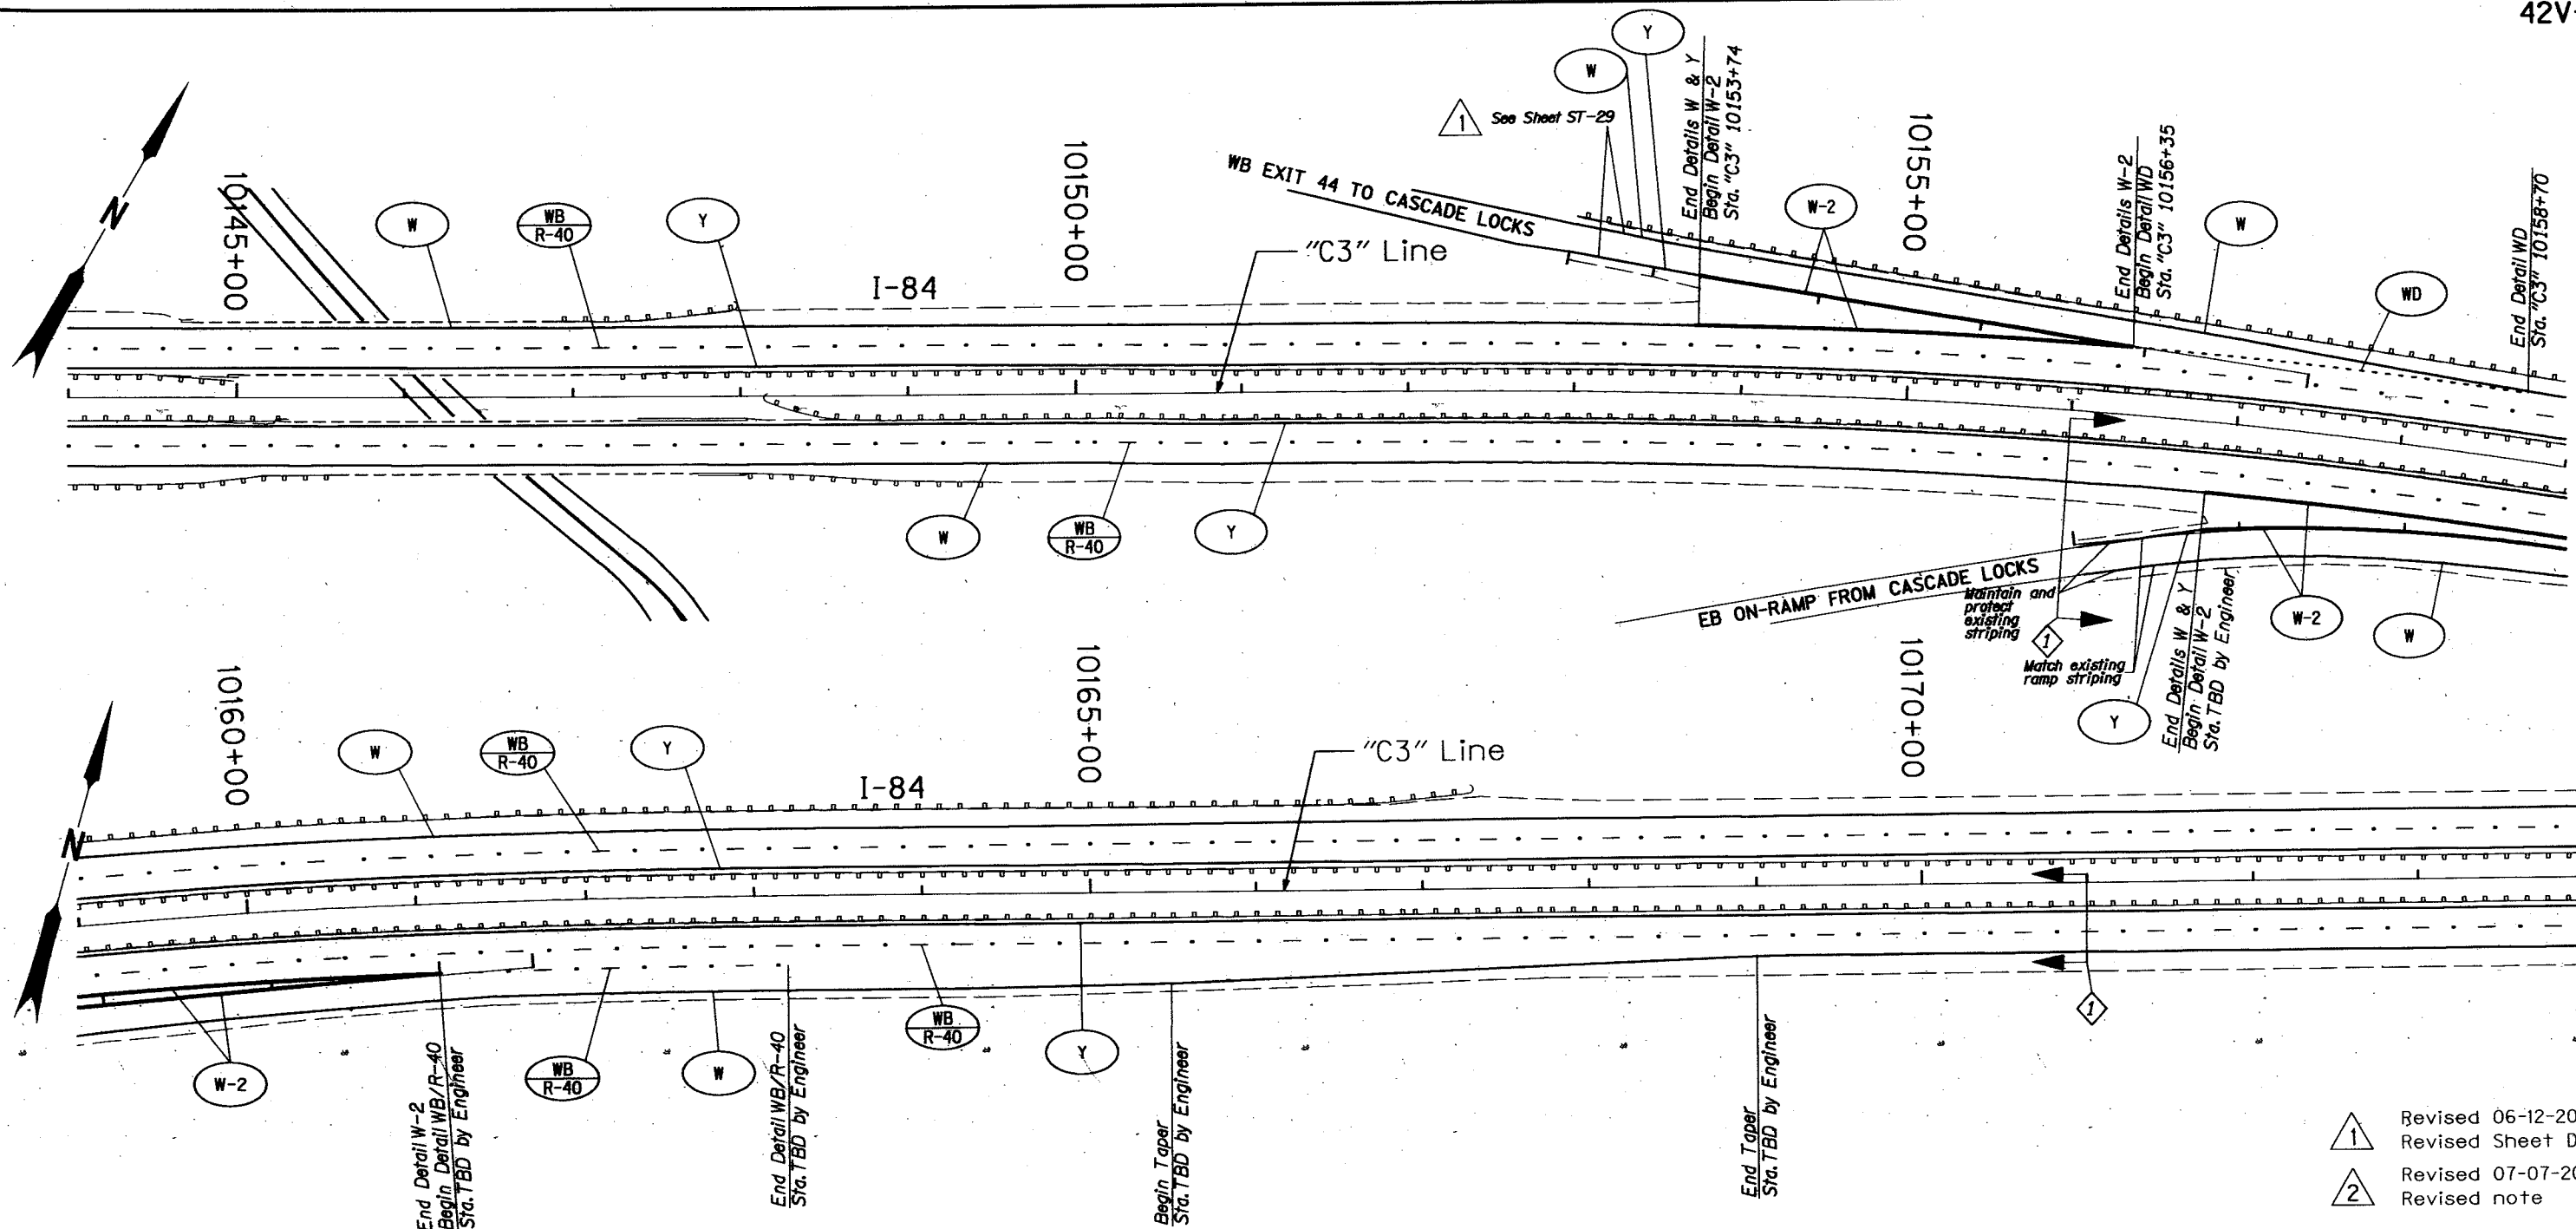 42V-
N
10145+00
W
WB
R-40
Y
I-84
10150+00
"C3" Line
WB EXIT 44 TO CASCADE LOCKS
1
See Sheet ST-29
W
Y
End Details W & Y
Begin Detail W-2
Sta. "C3" 10153+74
W-2
10155+00
End Details W-2
Begin Detail WD
Sta. "C3" 10156+35
W
WD
End Detail WD
Sta. "C3" 10158+70
W
WB
R-40
Y
EB ON-RAMP FROM CASCADE LOCKS
Maintain and
protect
existing
striping
1
Match existing
ramp striping
Y
End Details W & Y
Begin Detail W-2
Sta. TBD by Engineer
W-2
W
N
10160+00
W
WB
R-40
Y
I-84
10165+00
"C3" Line
10170+00
W-2
End Detail W-2
Begin Detail WB/R-40
Sta. TBD by Engineer
WB
R-40
W
End Detail WB/R-40
Sta. TBD by Engineer
WB
R-40
Y
Begin Taper
Sta. TBD by Engineer
End Taper
Sta. TBD by Engineer
1
1
Revised 06-12-20
Revised Sheet D
2
Revised 07-07-20
Revised note